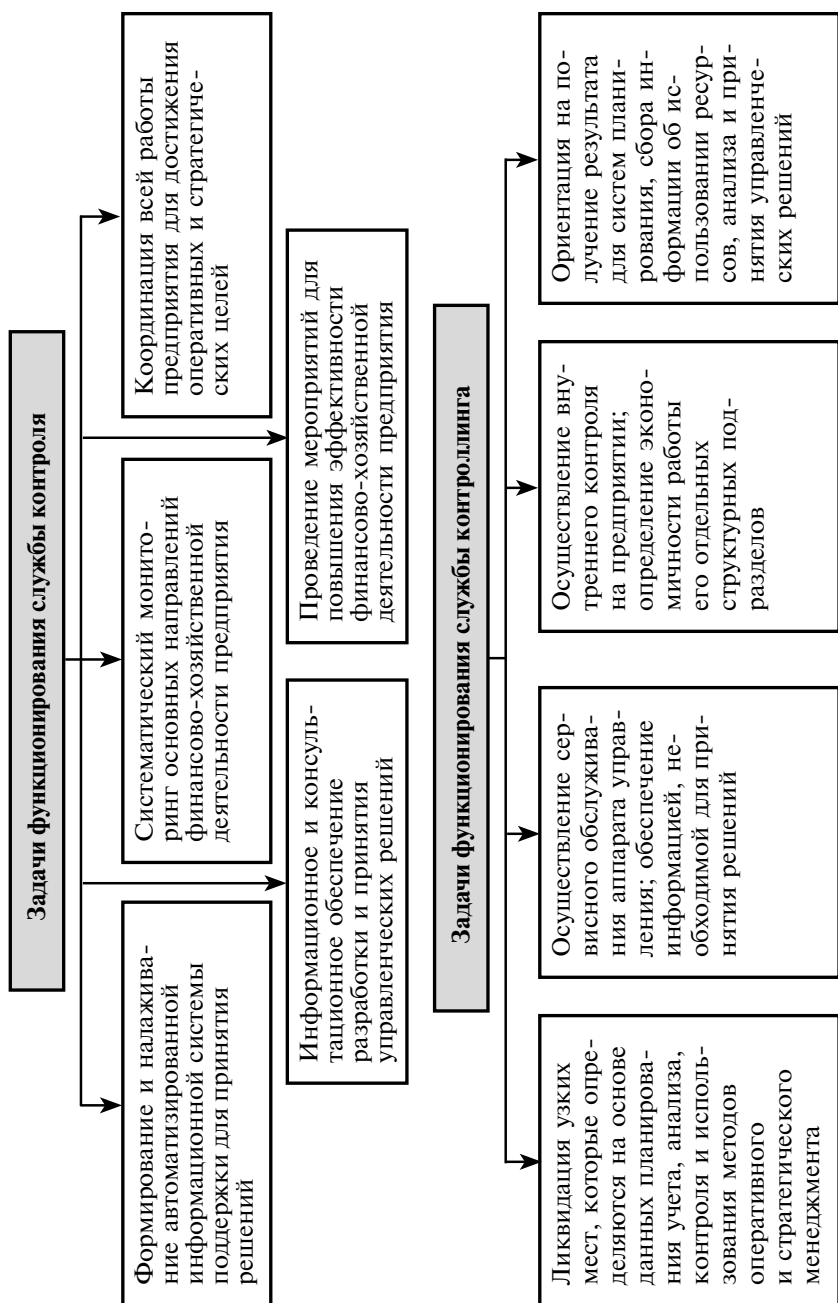 Задачи функционирования службы контроля
Формирование и налажива-
ние автоматизированной
информационной системы
поддержки для принятия
решений
Систематический монито-
ринг основных направлений
финансово-хозяйственной
деятельности предприятия
Координация всей работы
предприятия для достижения
оперативных и стратегиче-
ских целей
Информационное и консуль-
тационное обеспечение
разработки и принятия
управленческих решений
Проведение мероприятий для
повышения эффективности
финансово-хозяйственной
деятельности предприятия
Задачи функционирования службы контроллинга
Ликвидация узких
мест, которые опре-
деляются на основе
данных планирова-
ния учета, анализа,
контроля и исполь-
зования методов
оперативного
и стратегического
менеджмента
Осуществление сер-
висного обслужива-
ния аппарата управ-
ления; обеспечение
информацией, не-
обходимой для при-
нятия решений
Осуществление вну-
треннего контроля
на предприятии;
определение эконо-
мичности работы
его отдельных
структурных под-
разделов
Ориентация на по-
лучение результата
для систем плани-
рования, сбора ин-
формации об ис-
пользовании ресур-
сов, анализа и при-
нятия управленче-
ских решений